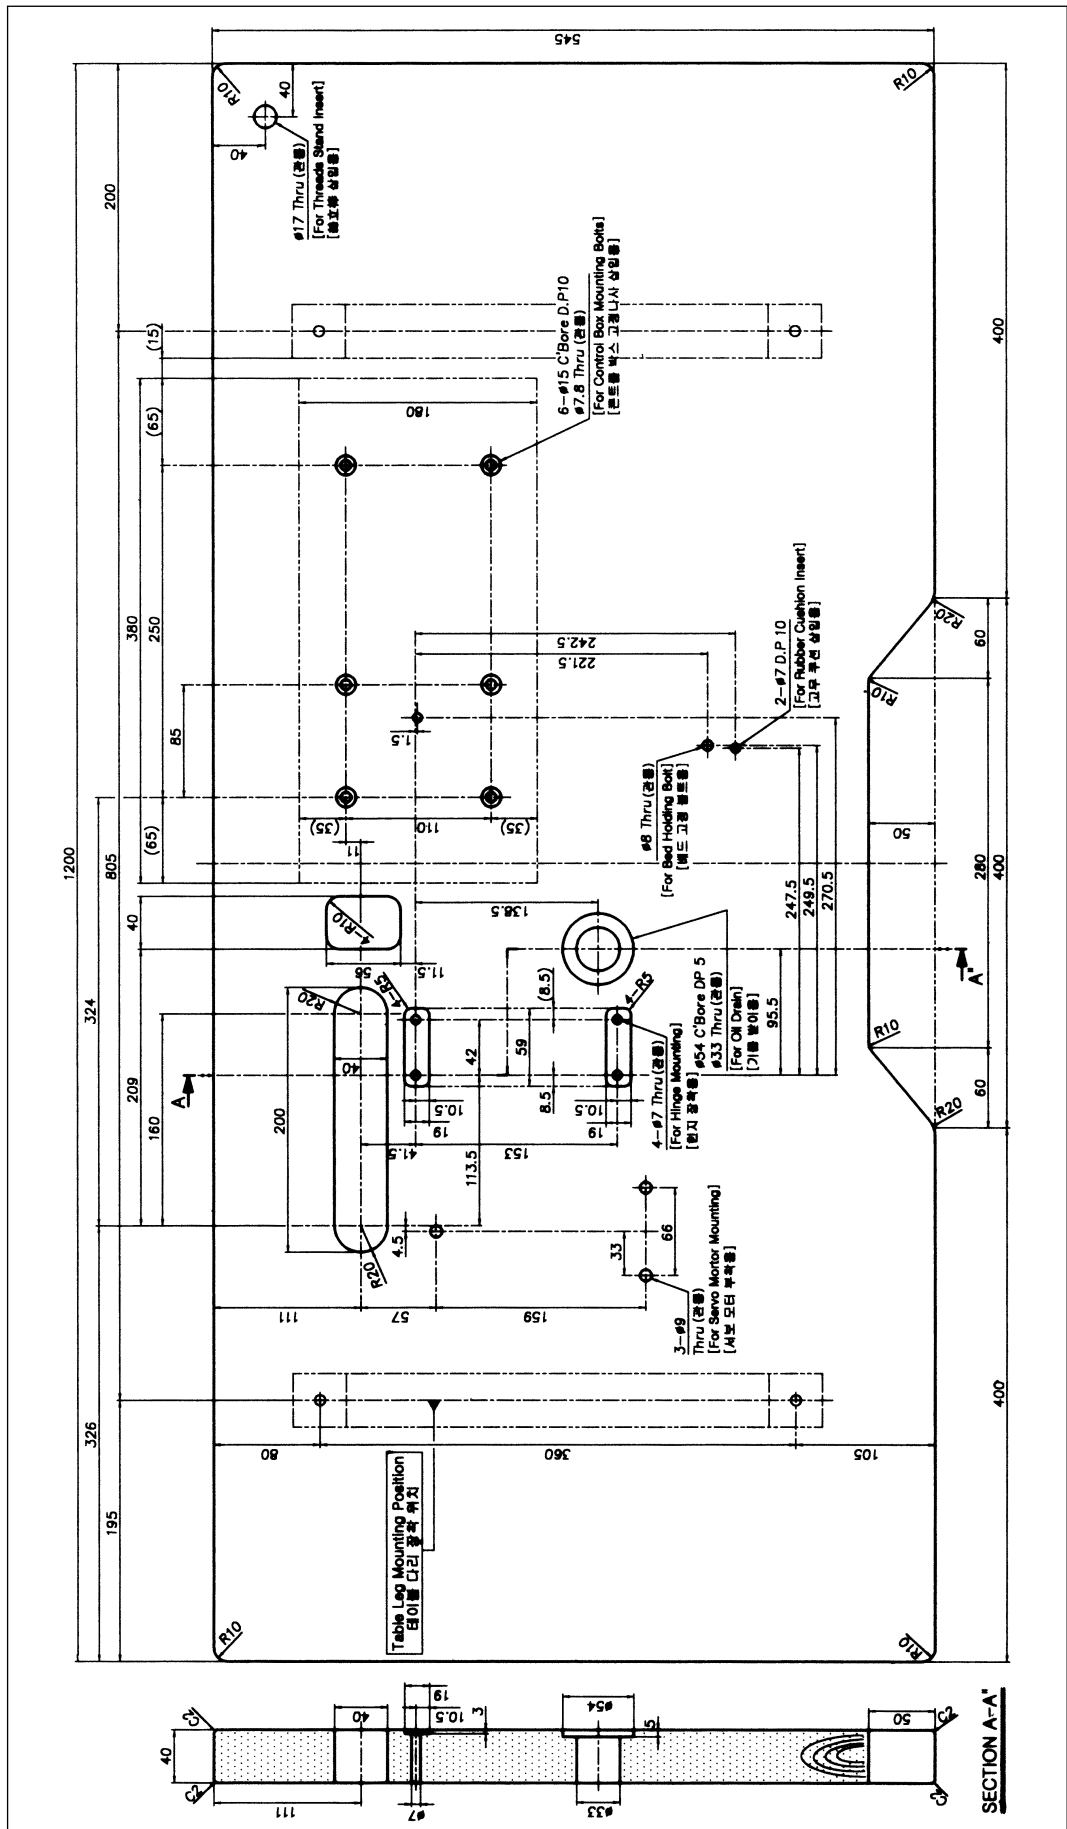 1200
326
324
195
805
200
209
40
(65)
380
160
85
250
(65)
(15)
545
R10
40
40
R10
ø17 Thru (관통)
[For Threads Stand Insert]
[絲立棒 삽입용]
180
6-ø15 C'Bore D.P10
ø7.8 Thru (관통)
[For Control Box Mounting Bolts]
[콘트롤 박스 고정나사 삽입용]
(35)
110
(35)
11
1.5
221.5
242.5
ø8 Thru (관통)
[For Bed Holding Bolt]
[베드 고정 볼트용]
2-ø7 D.P 10
[For Rubber Cushion Insert]
[고무 쿠션 삽입용]
247.5
249.5
270.5
4-R10
56
11.5
138.5
200
R20
40
R20
4-R5
42
59
(8.5)
8.5
4-R5
10.5
19
10.5
19
41.5
153
113.5
4-ø7 Thru (관통)
[For Hinge Mounting]
[힌지 장착용]
ø54 C'Bore DP 5
ø33 Thru (관통)
[For Oil Drain]
[기름 받이용]
95.5
A
A"
4.5
33
66
111
57
159
3-ø9
Thru (관통)
[For Servo Mortor Mounting]
[서보 모터 부착용]
80
360
105
Table Leg Mounting Position
테이블 다리 장착 위치
R10
R10
R20
R10
R10
R20
50
60
280
60
400
400
400
C2
C2
40
111
40
ø7
10.5
19
3
ø33
ø54
5
50
C2
C2
SECTION A-A"